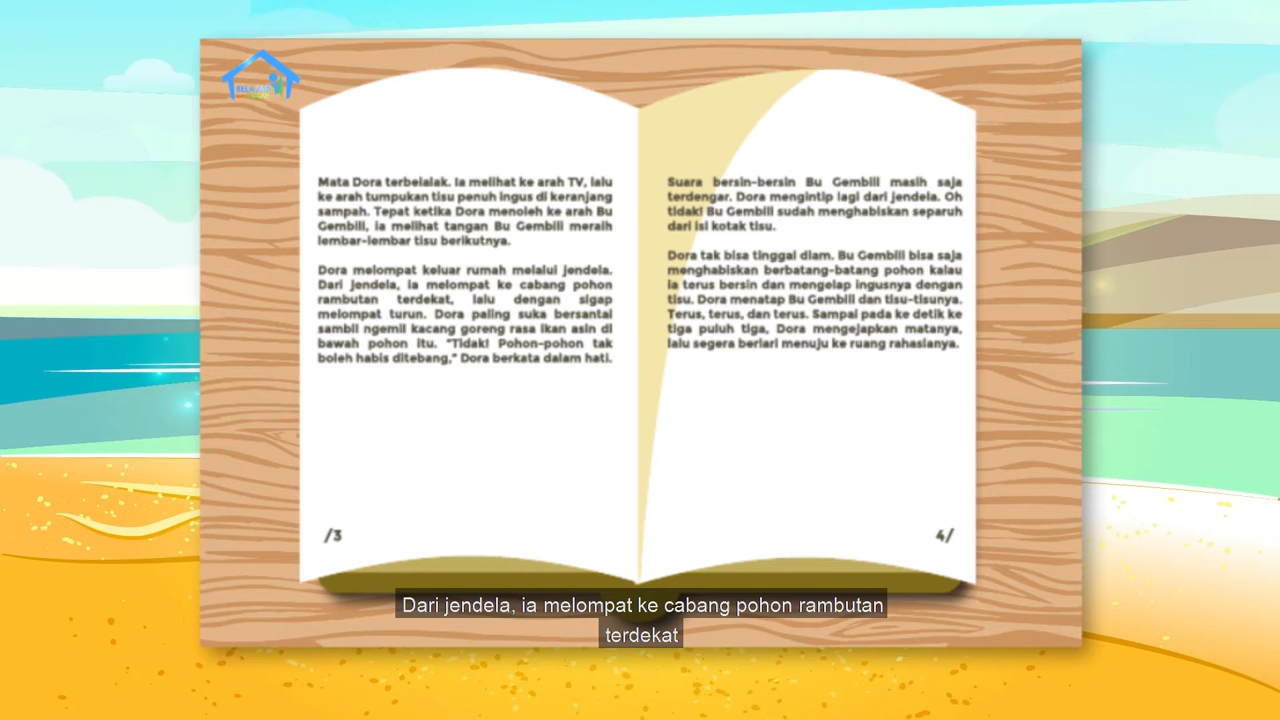 BELAJAR
Mata Dora terbelalak. Ia melihat ke arah TV, lalu
ke arah tumpukan tisu penuh ingus di keranjang
sampah. Tepat ketika Dora menoleh ke arah Bu
Gembili, ia melihat tangan Bu Gembili meraih
lembar-lembar tisu berikutnya.
Dora melompat keluar rumah melalui jendela.
Dari jendela, ia melompat ke cabang pohon
rambutan terdekat, lalu dengan sigap
melompat turun. Dora paling suka bersantai
sambil ngemil kacang goreng rasa ikan asin di
bawah pohon itu. "Tidak! Pohon-pohon tak
boleh habis ditebang," Dora berkata dalam hati.
/3
Suara bersin-bersin Bu Gembili masih saja
terdengar. Dora mengintip lagi dari jendela. Oh
tidak! Bu Gembili sudah menghabiskan separuh
dari isi kotak tisu.
Dora tak bisa tinggal diam. Bu Gembili bisa saja
menghabiskan berbatang-batang pohon kalau
ia terus bersin dan mengelap ingusnya dengan
tisu. Dora menatap Bu Gembili dan tisu-tisunya.
Terus, terus, dan terus. Sampai pada ke detik ke
tiga puluh tiga, Dora mengejapkan matanya,
lalu segera berlari menuju ke ruang rahasianya.
4/
Dari jendela, ia melompat ke cabang pohon rambutan
terdekat